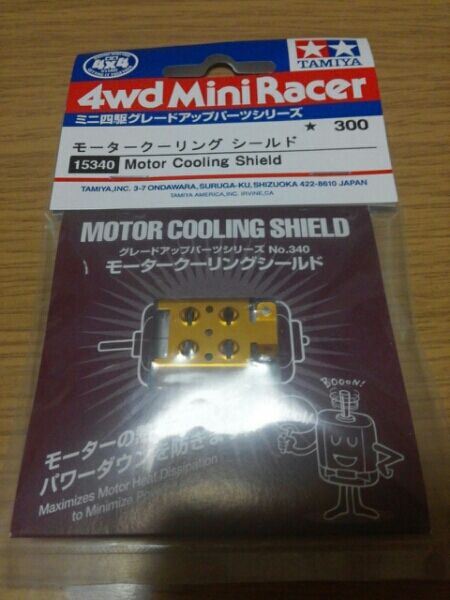 4X4
TAMIYA
4wd Mini Racer
ミニ四駆グレードアップパーツシリーズ
★ 300
モータークーリング シールド
15340 Motor Cooling Shield
TAMIYA, INC. 3-7 ONDAWARA, SURUGA-KU, SHIZUOKA 422-8610 JAPAN
TAMIYA AMERICA, INC. IRVINE, CA
MOTOR COOLING SHIELD
グレードアップパーツシリーズ No.340
モータークーリングシールド
BOOON!
モーターの
パワーダウンを防ぎま
Maximizes Motor Heat Dissipation
to Minimize